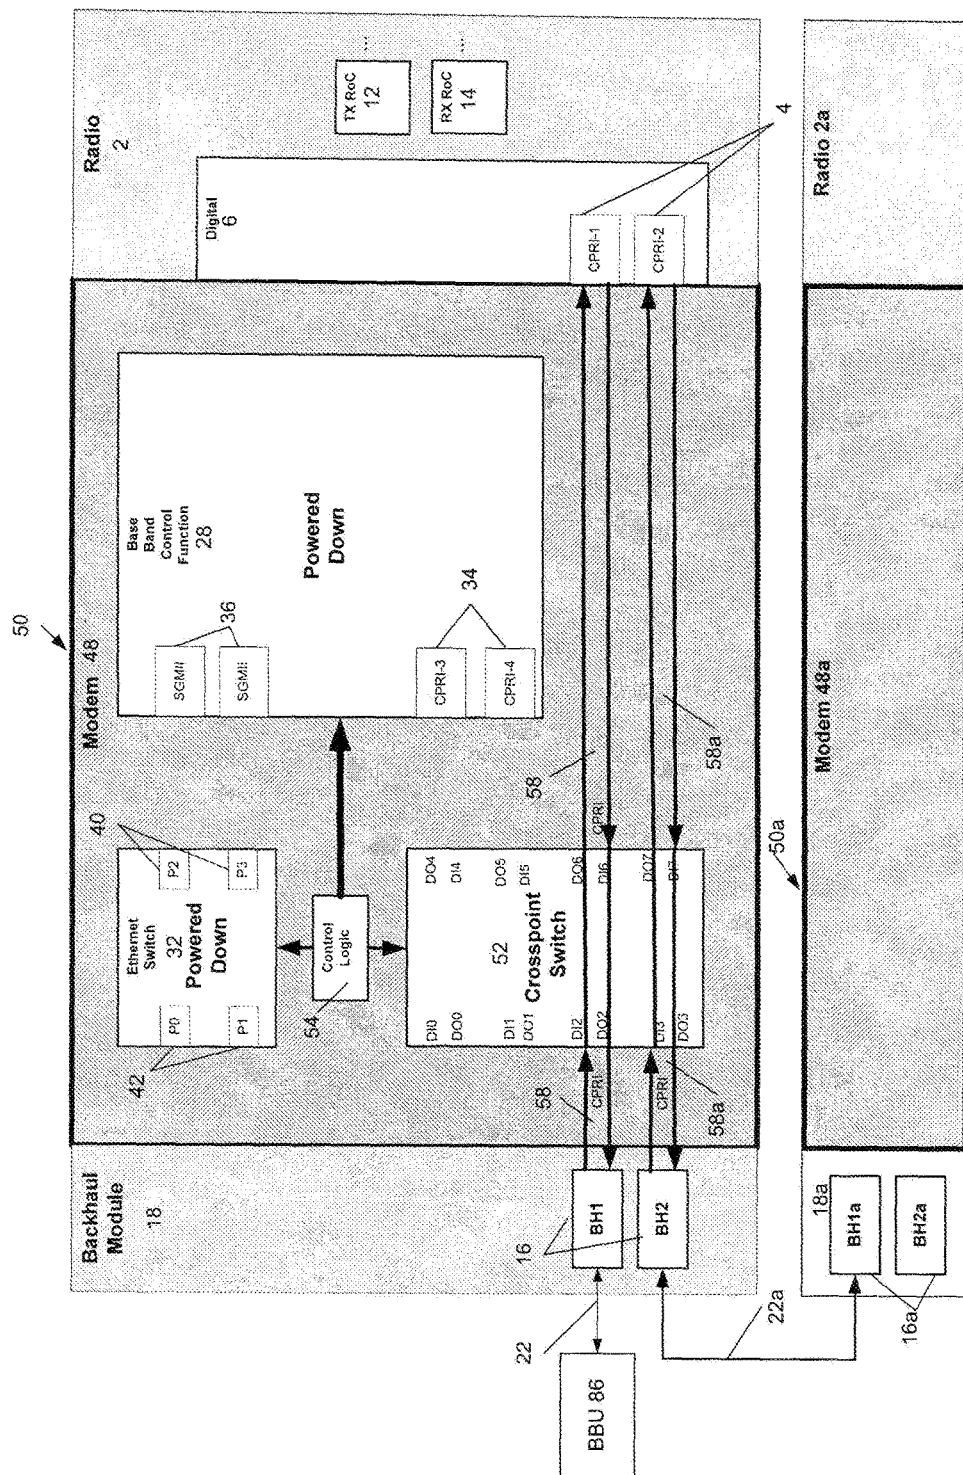 50
Backhaul
Module
18
Modem 48
Radio
2
Ethernet
Switch
32
Powered
Down
P0
P1
P2
P3
42
40
Control
Logic
54
Base
Band
Control
Function
28
Powered
Down
SGMII
SGMII
36
CPRI-3
CPRI-4
34
Digital
6
TX RoC
12
...
RX RoC
14
...
CPRI-1
CPRI-2
4
52
Crosspoint
Switch
DI0
DO0
DI1
DO1
DI2
DO2
DI3
DO3
DO4
DI4
DO5
DI5
DO6
DI6
DO7
DI7
16
BH1
BH2
58
CPRI
CPRI
58a
58
CPRI
58a
BBU 86
22
22a
50a
18a
BH1a
BH2a
16a
Modem 48a
Radio 2a